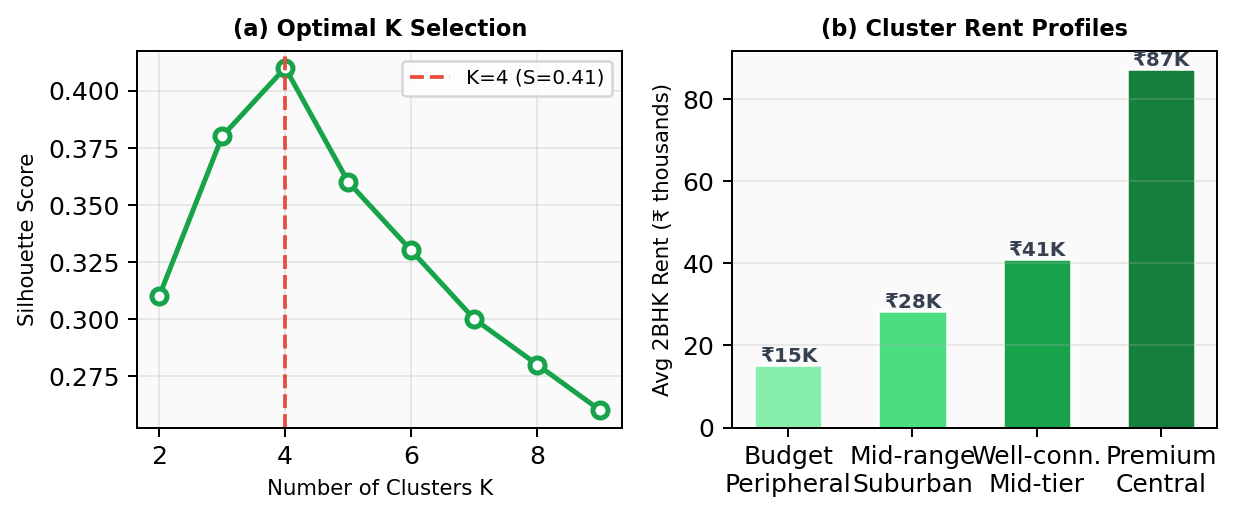 (a) Optimal K Selection
Silhouette Score
0.400
0.375
0.350
0.325
0.300
0.275
K=4 (S=0.41)
2 4 6 8
Number of Clusters K
(b) Cluster Rent Profiles
Avg 2BHK Rent (₹ thousands)
80
60
40
20
0
₹15K
₹28K
₹41K
₹87K
Budget Mid-range Well-conn. Premium
Peripheral Suburban Mid-tier Central